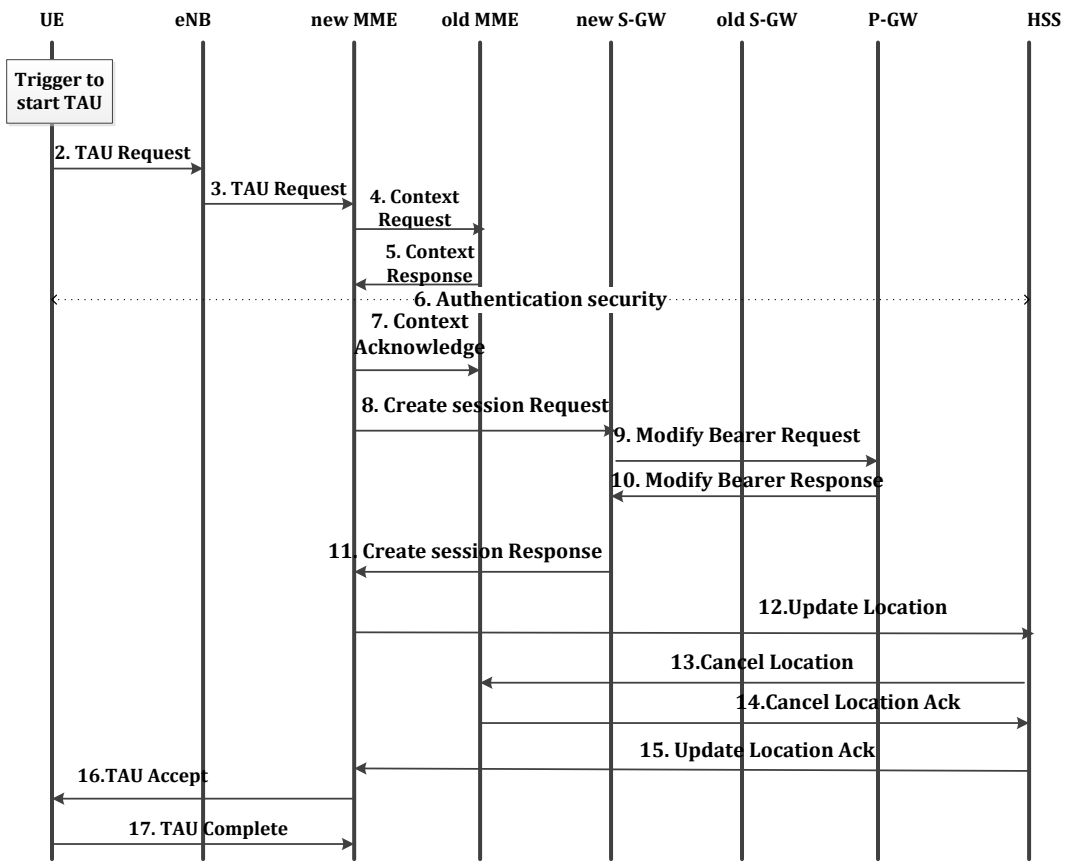 UE eNB new MME old MME new S-GW old S-GW P-GW HSS
Trigger to
start TAU
2. TAU Request
3. TAU Request
4. Context
Request
5. Context
Response
6. Authentication security
7. Context
Acknowledge
8. Create session Request
9. Modify Bearer Request
10. Modify Bearer Response
11. Create session Response
12.Update Location
13.Cancel Location
14.Cancel Location Ack
15. Update Location Ack
16.TAU Accept
17. TAU Complete